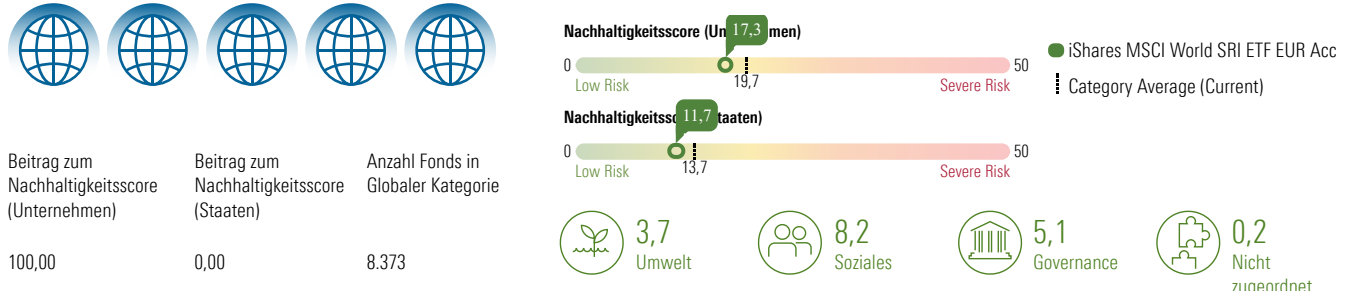 Beitrag zum
Nachhaltigkeitsscore
(Unternehmen)
100,00
Beitrag zum
Nachhaltigkeitsscore
(Staaten)
0,00
Anzahl Fonds in
Globaler Kategorie
8.373
Nachhaltigkeitsscore (Un men)
17,3
0
50
19,7
Low Risk
Severe Risk
Nachhaltigkeitssc taaten)
11,7
0
50
13,7
Low Risk
Severe Risk
iShares MSCI World SRI ETF EUR Acc
Category Average (Current)
3,7
Umwelt
8,2
Soziales
5,1
Governance
0,2
Nicht
zugeordnet